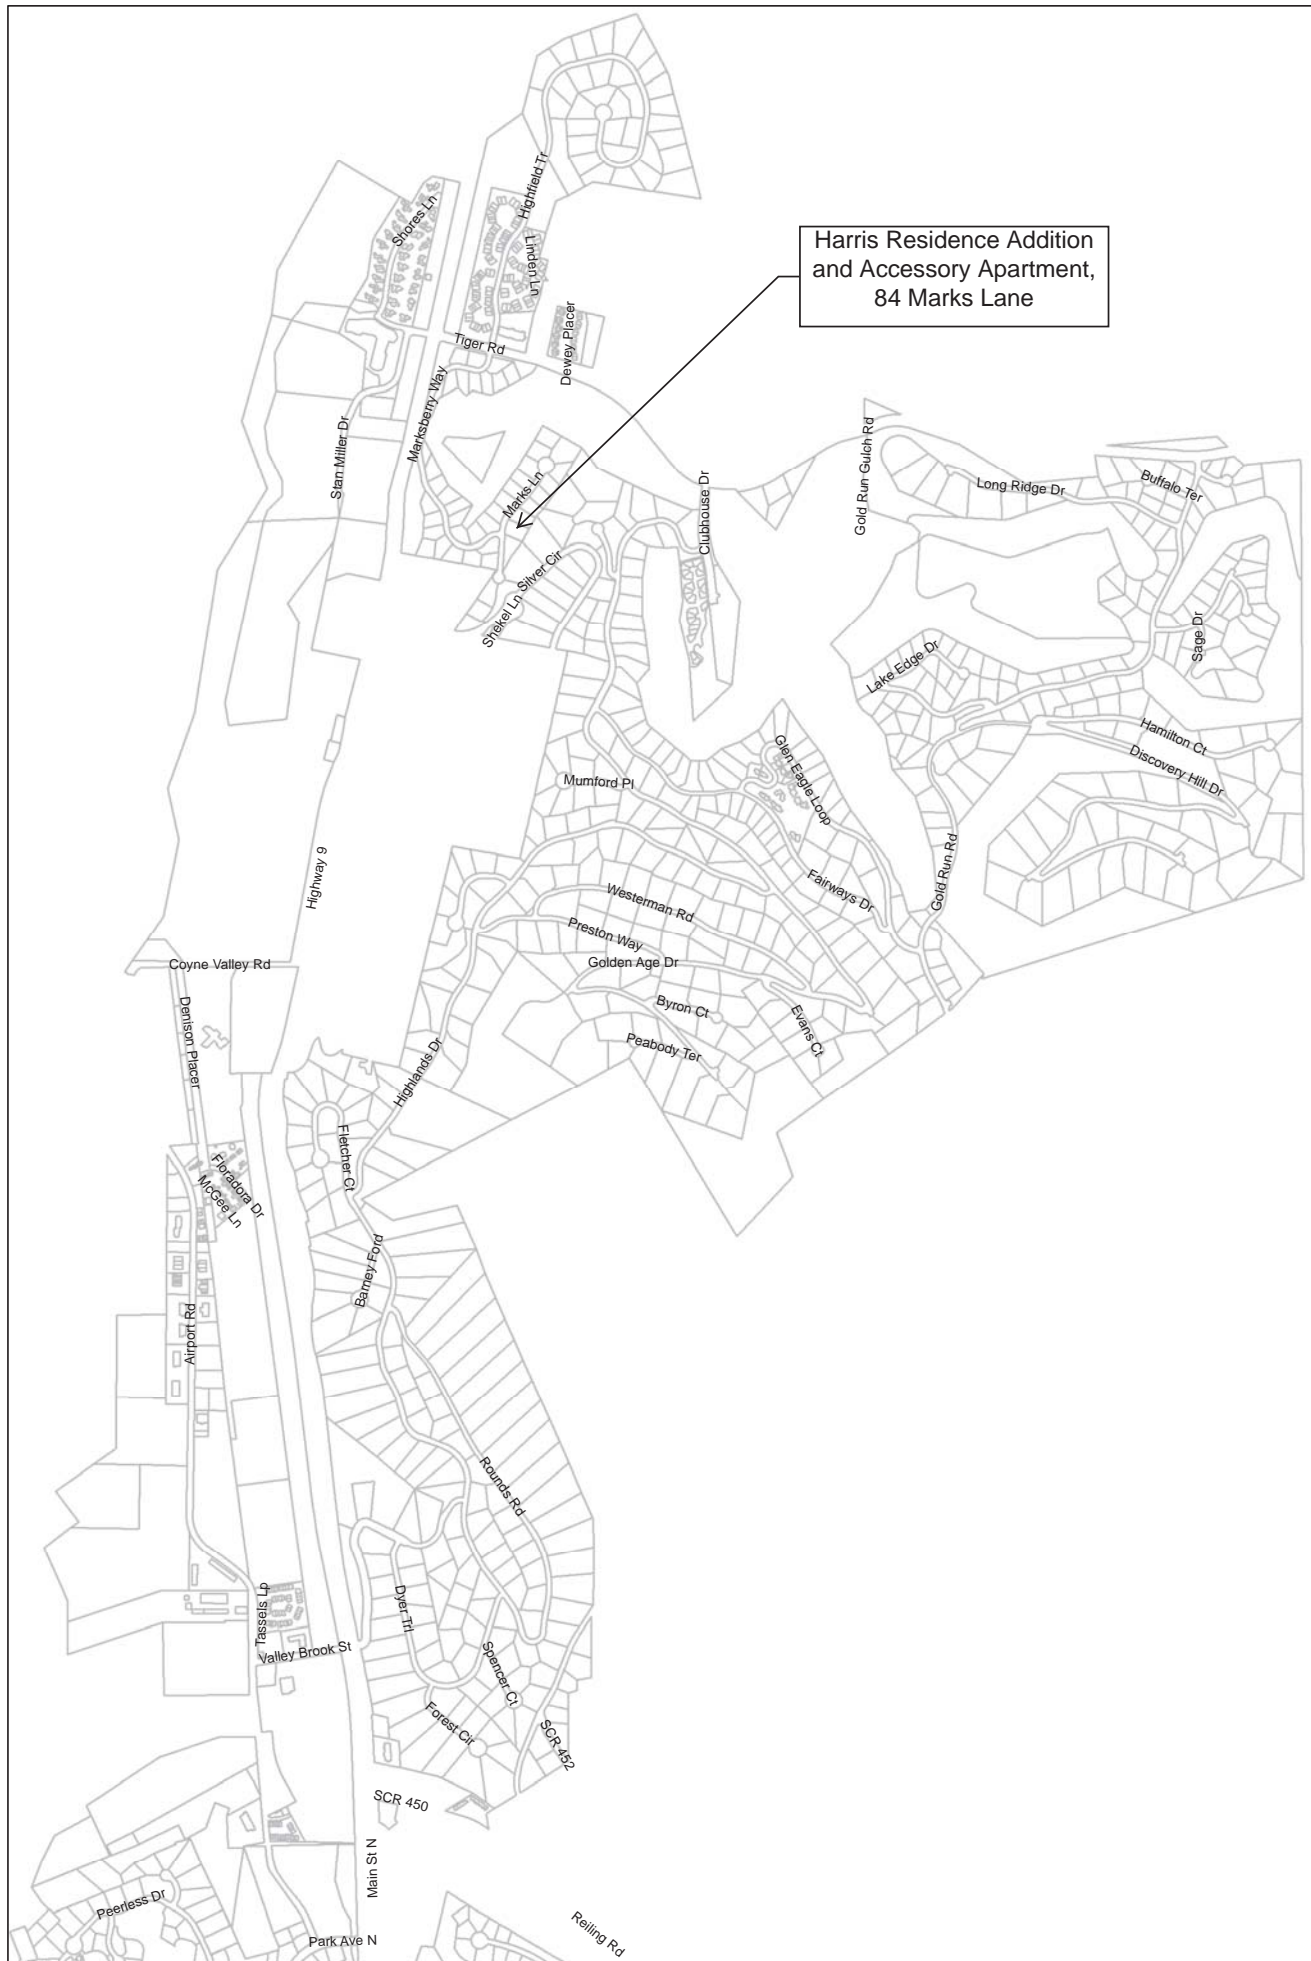 Highfield Tr
Shores Ln
Linden Ln
Harris Residence Addition
and Accessory Apartment,
84 Marks Lane
Tiger Rd
Dewey Placer
Marksberry Way
Stan Miller Dr
Gold Run Gulch Rd
Long Ridge Dr
Buffalo Ter
Marks Ln
Clubhouse Dr
Silver Cir
Shekel Ln
Sage Dr
Lake Edge Dr
Hamilton Ct
Discovery Hill Dr
Glen Eagle Loop
Mumford Pl
Highway 9
Fairways Dr
Gold Run Rd
Westerman Rd
Preston Way
Golden Age Dr
Coyne Valley Rd
Byron Ct
Evans Ct
Denison Placer
Peabody Ter
Highlands Dr
Fletcher Ct
Floradora Dr
McGee Ln
Barney Ford
Airport Rd
Rounds Rd
Dyer Trl
Tassels Lp
Valley Brook St
Spencer Ct
Forest Cir
SCR 452
SCR 450
Main St N
Peerless Dr
Reiling Rd
Park Ave N